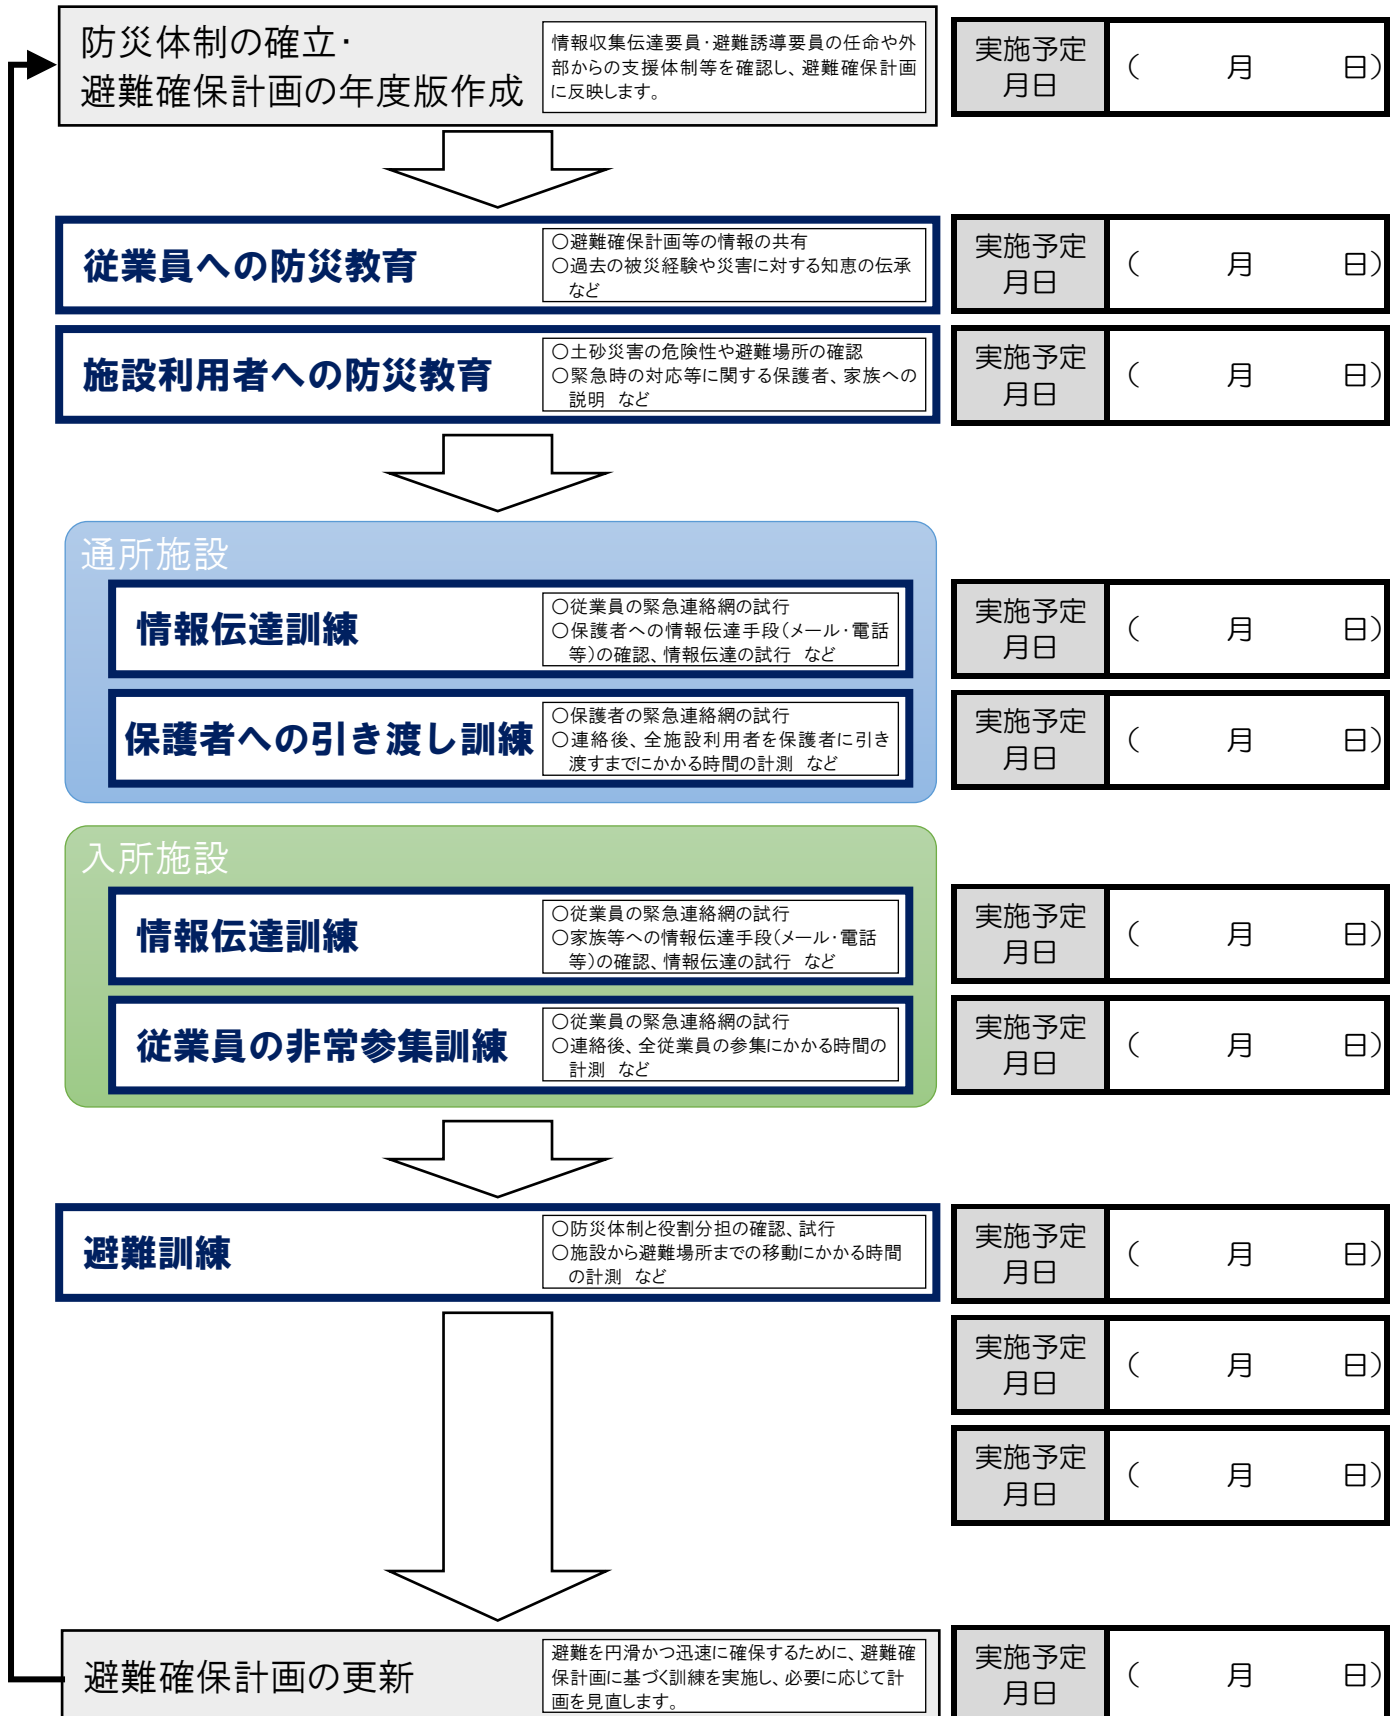 防災体制の確立・
避難確保計画の年度版作成
情報収集伝達要員・避難誘導要員の任命や外
部からの支援体制等を確認し、避難確保計画
に反映します。
実施予定
月日
（　　月　　日）
従業員への防災教育
○避難確保計画等の情報の共有
○過去の被災経験や災害に対する知恵の伝承
など
実施予定
月日
（　　月　　日）
施設利用者への防災教育
○土砂災害の危険性や避難場所の確認
○緊急時の対応等に関する保護者、家族への
説明　など
実施予定
月日
（　　月　　日）
通所施設
情報伝達訓練
○従業員の緊急連絡網の試行
○保護者への情報伝達手段（メール・電話
等）の確認、情報伝達の試行　など
実施予定
月日
（　　月　　日）
保護者への引き渡し訓練
○保護者の緊急連絡網の試行
○連絡後、全施設利用者を保護者に引き
渡すまでにかかる時間の計測　など
実施予定
月日
（　　月　　日）
入所施設
情報伝達訓練
○従業員の緊急連絡網の試行
○家族等への情報伝達手段（メール・電話
等）の確認、情報伝達の試行　など
実施予定
月日
（　　月　　日）
従業員の非常参集訓練
○従業員の緊急連絡網の試行
○連絡後、全従業員の参集にかかる時間の
計測　など
実施予定
月日
（　　月　　日）
避難訓練
○防災体制と役割分担の確認、試行
○施設から避難場所までの移動にかかる時間
の計測　など
実施予定
月日
（　　月　　日）
実施予定
月日
（　　月　　日）
実施予定
月日
（　　月　　日）
避難確保計画の更新
避難を円滑かつ迅速に確保するために、避難確
保計画に基づく訓練を実施し、必要に応じて計
画を見直します。
実施予定
月日
（　　月　　日）